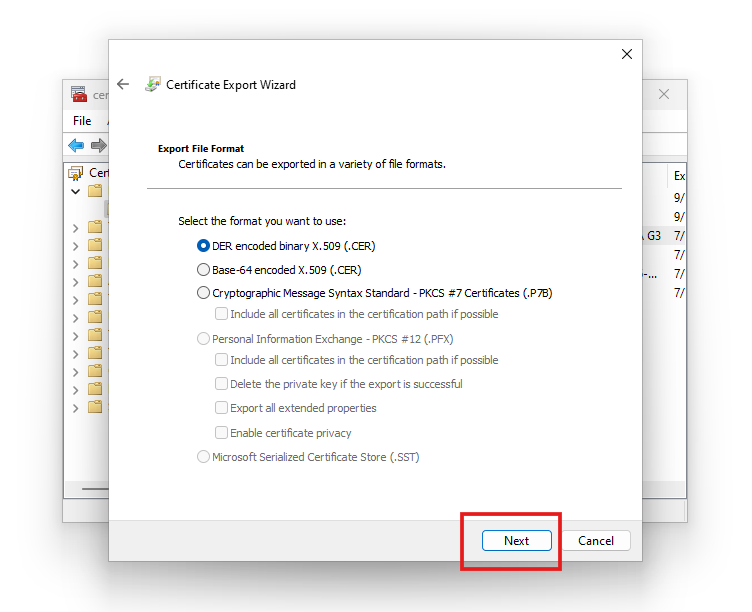 Certificate Export Wizard
cer
File
Cert
Ex
9/
9/
G3 7/
7/
-... 7/
7/
Export File Format
Certificates can be exported in a variety of file formats.
Select the format you want to use:
DER encoded binary X.509 (.CER)
Base-64 encoded X.509 (.CER)
Cryptographic Message Syntax Standard - PKCS #7 Certificates (.P7B)
Include all certificates in the certification path if possible
Personal Information Exchange - PKCS #12 (.PFX)
Include all certificates in the certification path if possible
Delete the private key if the export is successful
Export all extended properties
Enable certificate privacy
Microsoft Serialized Certificate Store (.SST)
Next
Cancel